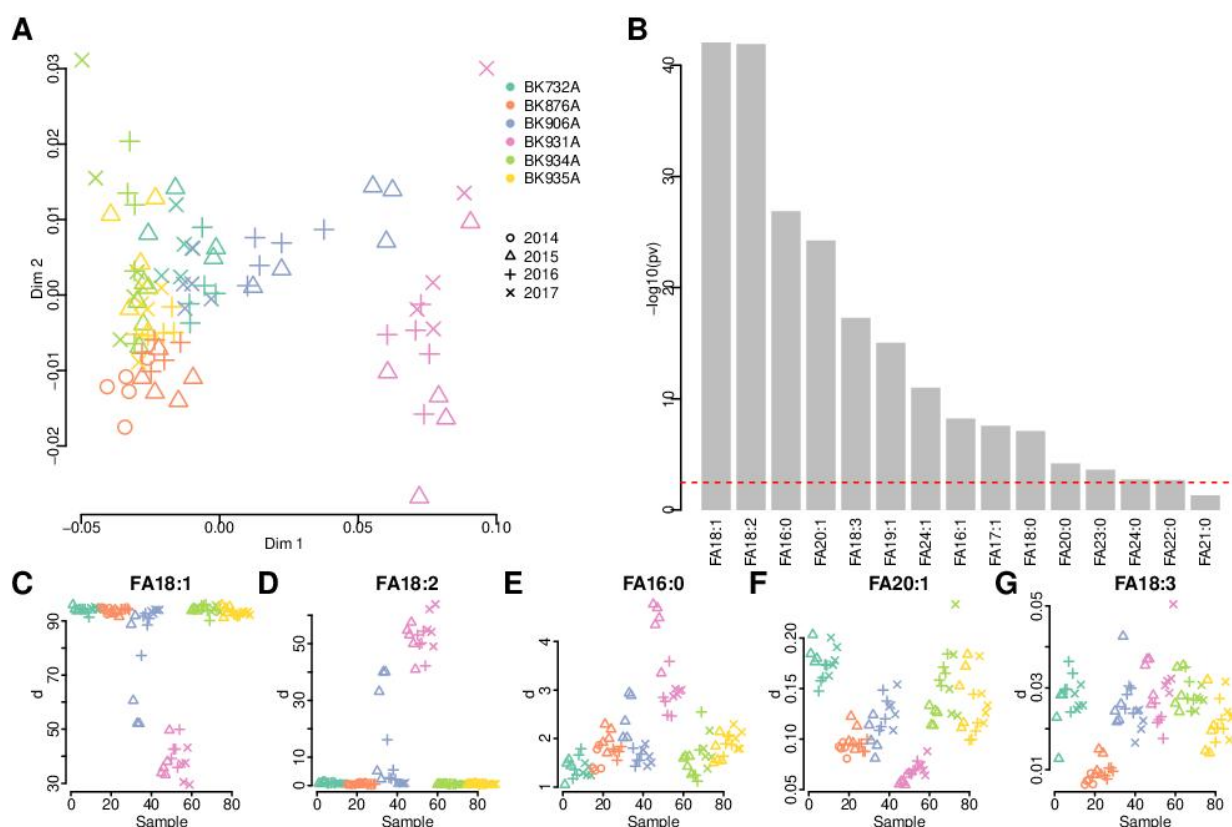 A
0.03
0.02
0.01
0.00
−0.01
−0.02
Dim 2
−0.05
0.00
0.05
0.10
Dim 1
BK732A
BK876A
BK906A
BK931A
BK934A
BK935A
2014
2015
2016
2017
B
−log10(pv)
40
30
20
10
0
FA18:1
FA18:2
FA16:0
FA20:1
FA18:3
FA19:1
FA24:1
FA16:1
FA17:1
FA18:0
FA20:0
FA23:0
FA24:0
FA22:0
FA21:0
C
FA18:1
90
70
50
30
d
0 20 40 60 80
Sample
D
FA18:2
50
30
10
0
d
0 20 40 60 80
Sample
E
FA16:0
4
3
2
1
d
0 20 40 60 80
Sample
F
FA20:1
0.20
0.15
0.10
0.05
d
0 20 40 60 80
Sample
G
FA18:3
0.05
0.03
0.01
d
0 20 40 60 80
Sample